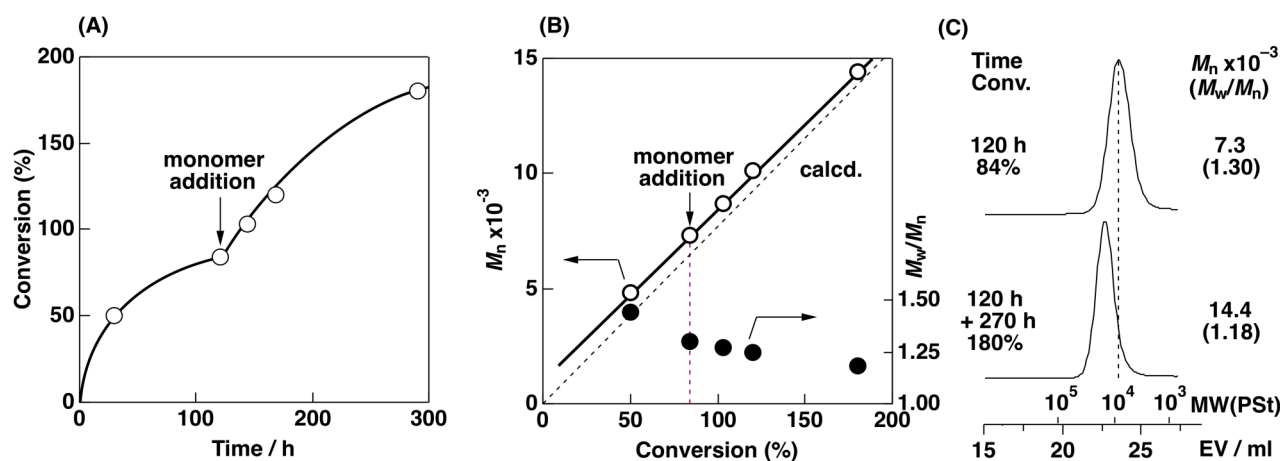 (A)
200
150
100
50
0
Conversion (%)
monomer
addition
0
100
200
300
Time / h
(B)
15
10
5
0
Mn x10-3
monomer
addition
calcd.
Mw/Mn
1.50
1.25
1.00
0
50
100
150
200
Conversion (%)
(C)
Time
Conv.
Mn x10−3
(Mw/Mn)
120 h
84%
7.3
(1.30)
120 h
+ 270 h
180%
14.4
(1.18)
10⁵ 10⁴ 10³ MW(PSt)
15 20 25 EV / ml